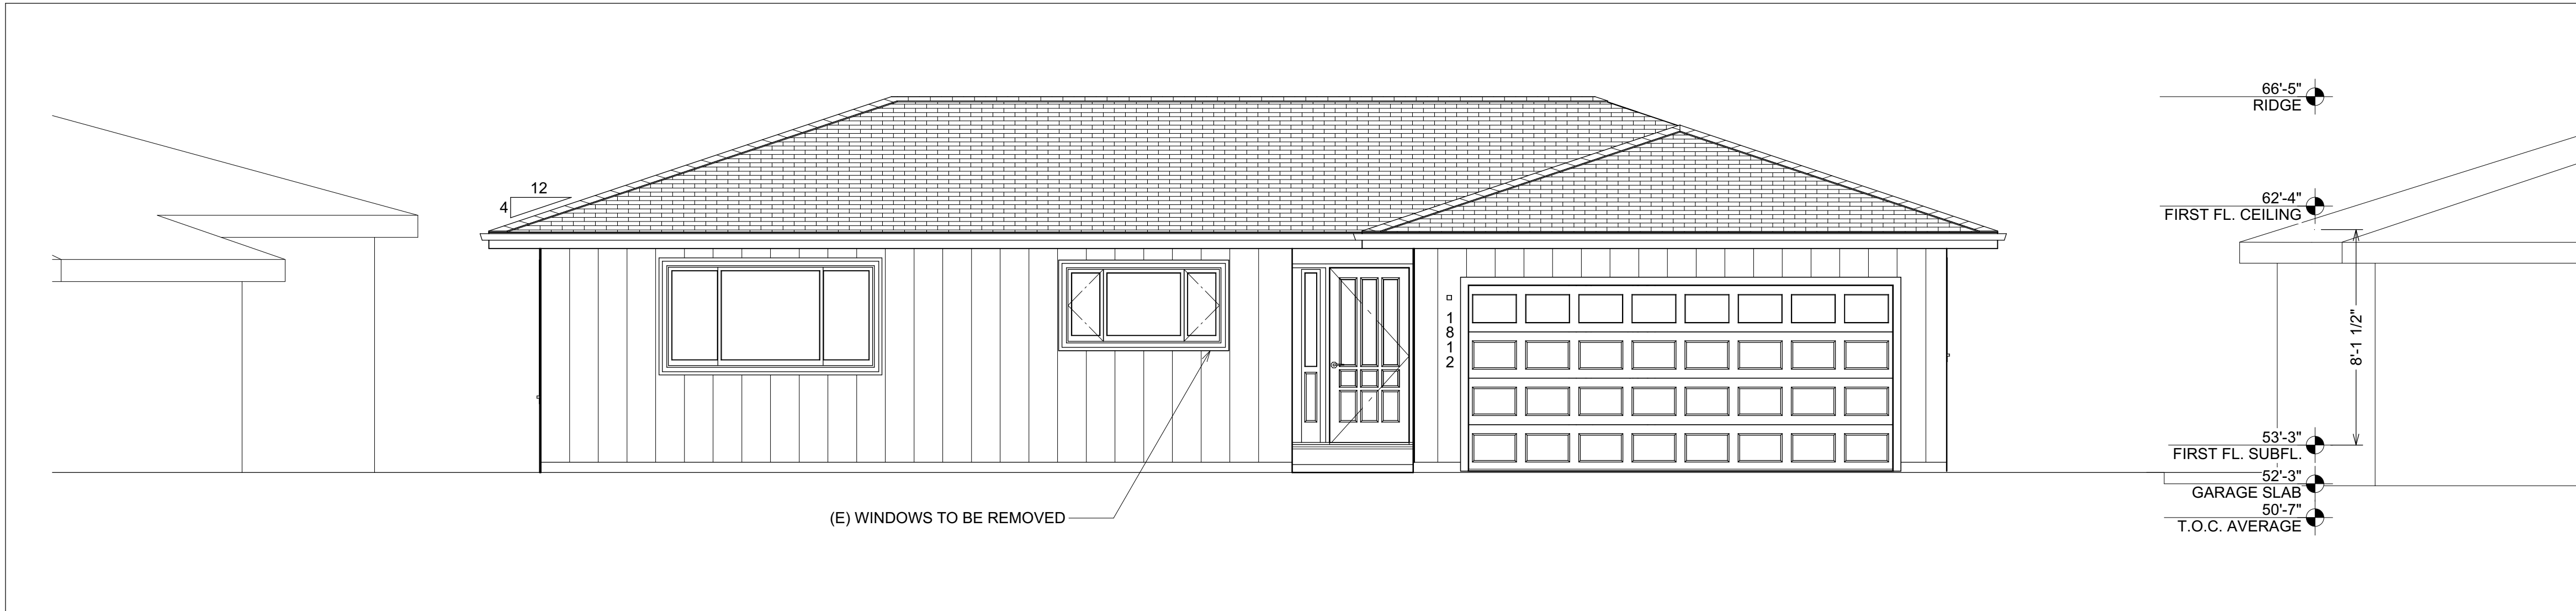 66'-5"
RIDGE
12
4
62'-4"
FIRST FL. CEILING
1
8
1
2
8'-1 1/2"
53'-3"
FIRST FL. SUBFL.
52'-3"
GARAGE SLAB
50'-7"
T.O.C. AVERAGE
(E) WINDOWS TO BE REMOVED